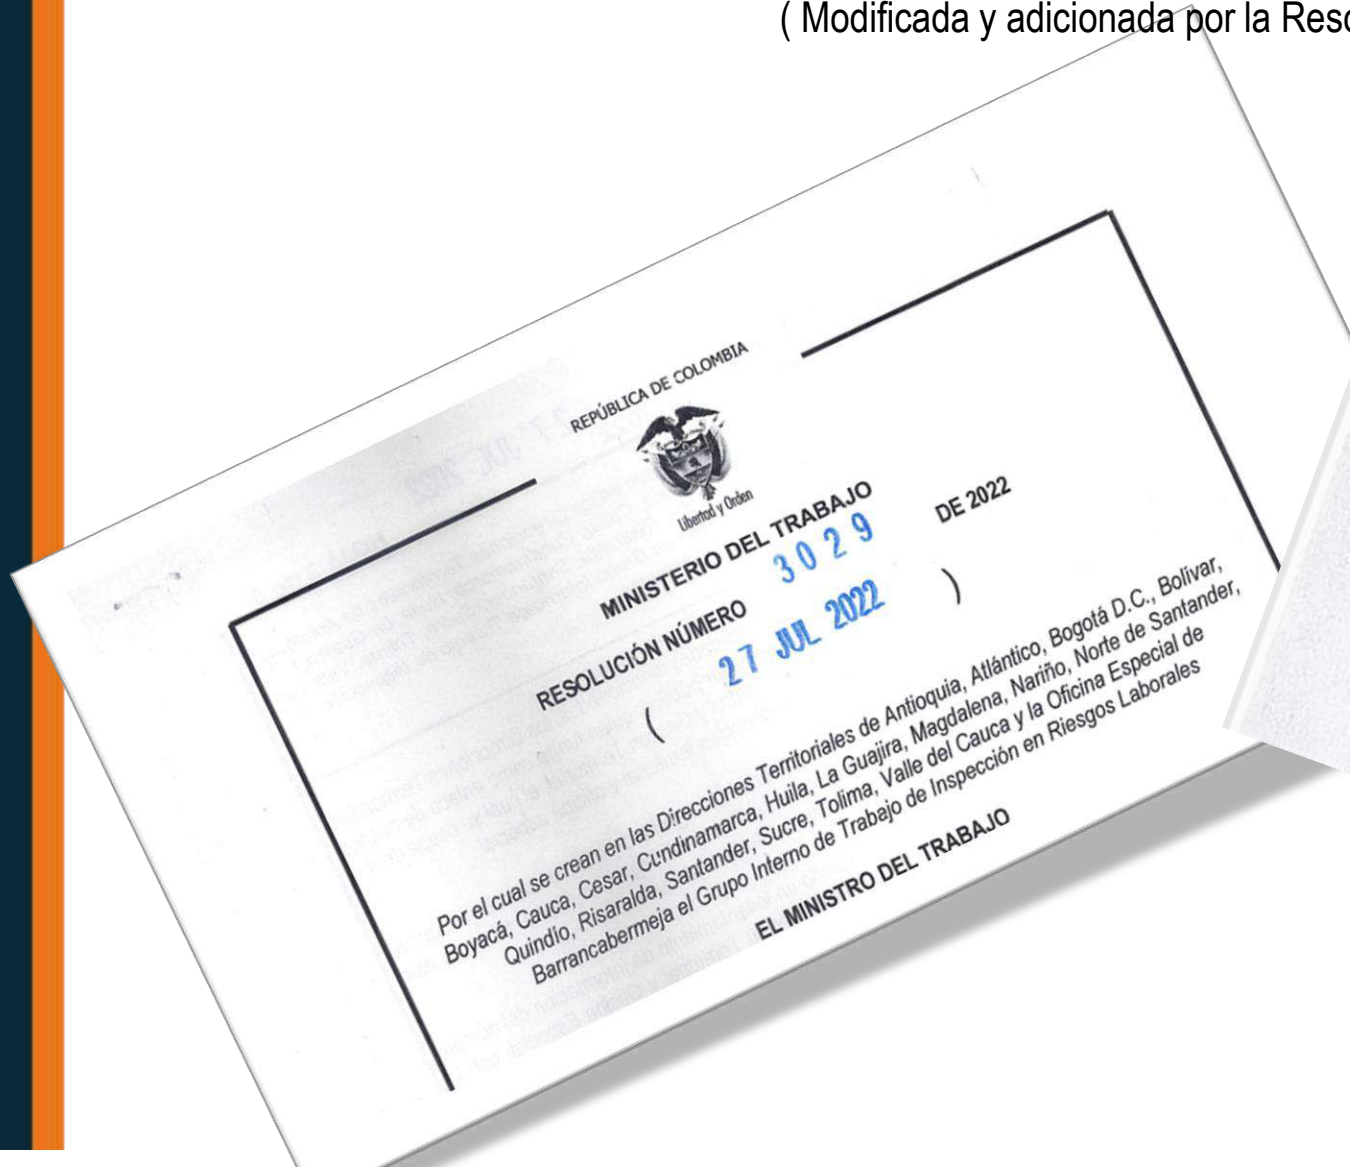 ( Modificada y adicionada por la
REPÚBLICA DE COLOMBIA
Libertad y Orden
MINISTERIO DEL TRABAJO
RESOLUCIÓN NÚMERO 3029 DE 2022
( 27 JUL 2022 )
Por el cual se crean en las Direcciones Territoriales de Antioquia, Atlántico, Bogotá D.C., Bolívar,
Boyacá, Cauca, Cesar, Cundinamarca, Huila, La Guajira, Magdalena, Nariño, Norte de Santander,
Quindío, Risaralda, Santander, Sucre, Tolima, Valle del Cauca y la Oficina Especial de
Barrancabermeja el Grupo Interno de Trabajo de Inspección en Riesgos Laborales
EL MINISTRO DEL TRABAJO